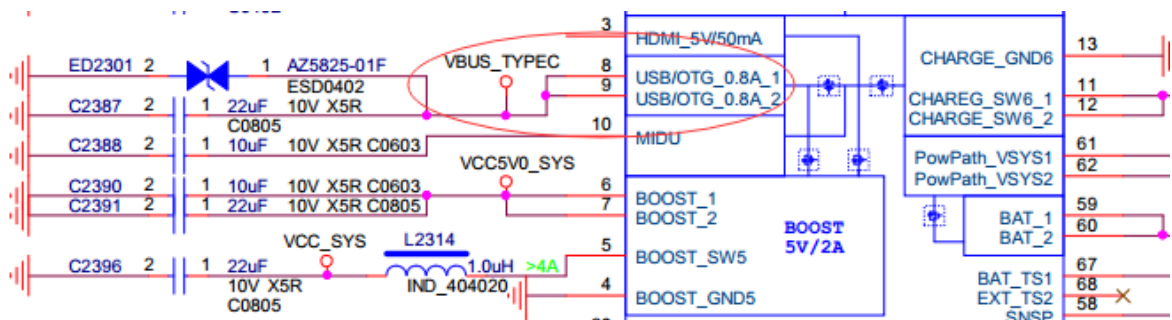 3
HDMI_5V/50mA
13
CHARGE_GND6
ED2301 2 1 AZ5825-01F
ESD0402
VBUS_TYPEC
8 USB/OTG_0.8A_1
9 USB/OTG_0.8A_2
11 CHAREG_SW6_1
12 CHARGE_SW6_2
C2387 2 1 22uF
10V X5R
C0805
10 MIDU
C2388 2 1 10uF 10V X5R C0603
61 PowPath_VSYS1
62 PowPath_VSYS2
VCC5V0_SYS
C2390 2 1 10uF 10V X5R C0603
6 BOOST_1
C2391 2 1 22uF 10V X5R C0805
7 BOOST_2
BOOST
5V/2A
59 BAT_1
60 BAT_2
VCC_SYS
L2314
5 BOOST_SW5
C2396 2 1 22uF
10V X5R
C0805
1.0uH >4A
IND_404020
4 BOOST_GND5
67 BAT_TS1
68 EXT_TS2
58 SNSP